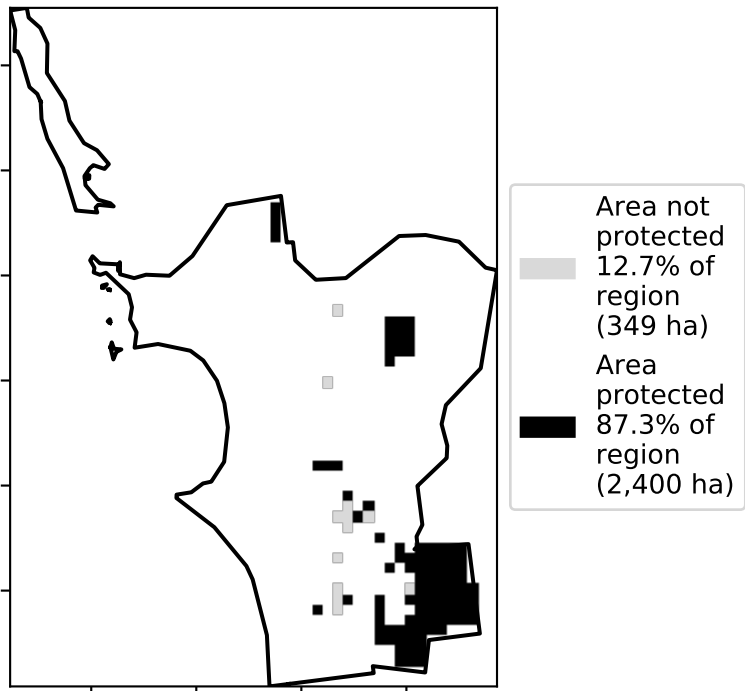 Area not
protected
12.7% of
region
(349 ha)
Area
protected
87.3% of
region
(2,400 ha)